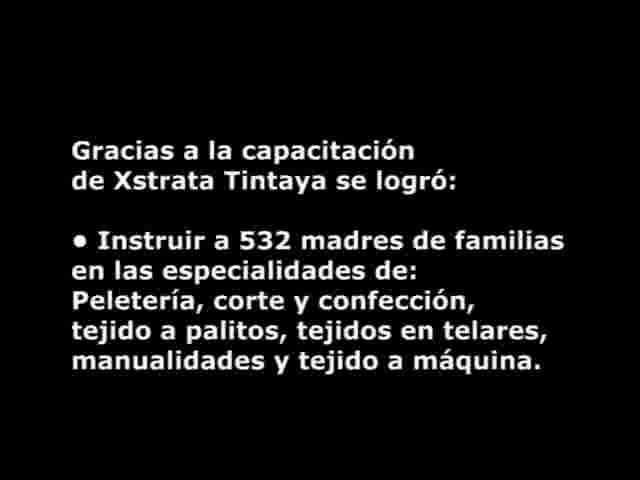 Gracias a la capacitación
de Xstrata Tintaya se logró:
• Instruir a 532 madres de familias
en las especialidades de:
Peletería, corte y confección,
tejido a palitos, tejidos en telares,
manualidades y tejido a máquina.